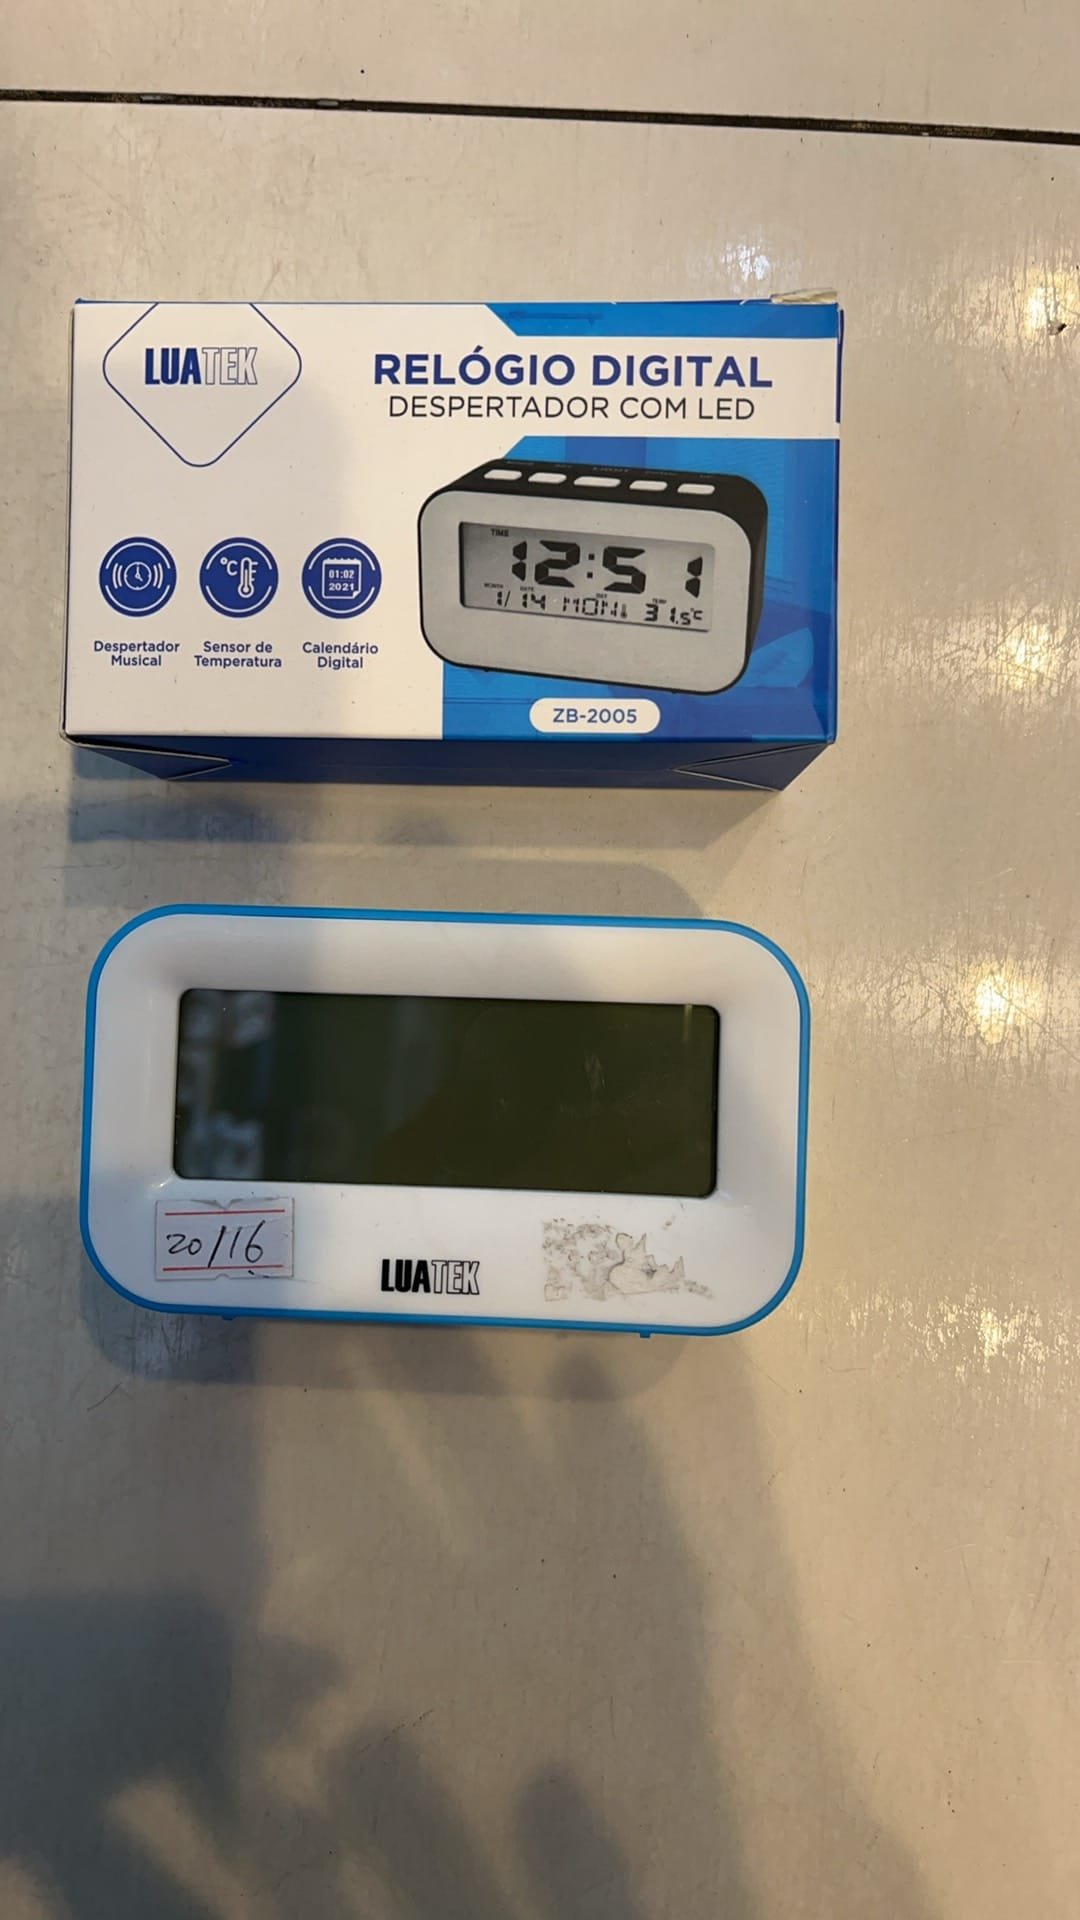 LUATEK
RELÓGIO DIGITAL
DESPERTADOR COM LED
TIME
12:51
MONTH DATE DAY TEMP
1/14 MON 31.5°C
°C
01:02
2021
Despertador
Musical
Sensor de
Temperatura
Calendário
Digital
ZB-2005
20/16
LUATEK